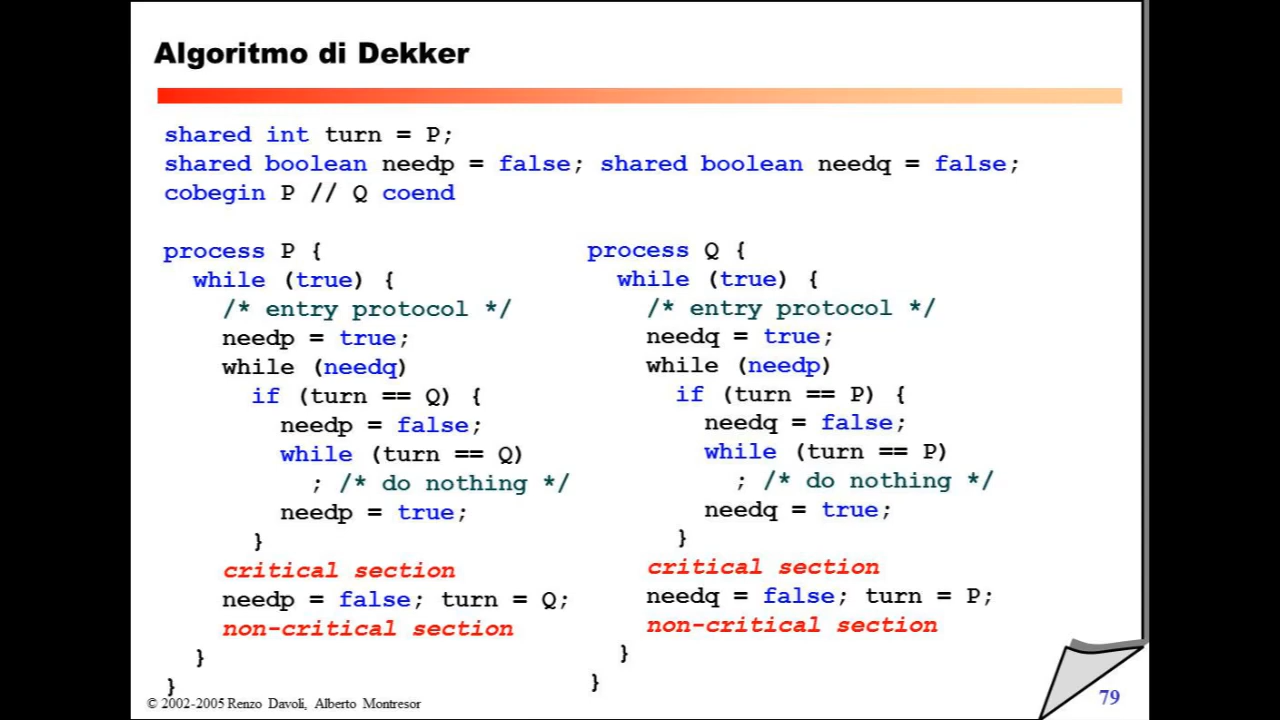 Algoritmo di Dekker
shared int turn = P;
shared boolean needp = false; shared boolean needq = false;
cobegin P // Q coend
process P {
while (true) {
/* entry protocol */
needp = true;
while (needq)
if (turn == Q) {
needp = false;
while (turn == Q)
; /* do nothing */
needp = true;
}
critical section
needp = false; turn = Q;
non-critical section
}
}
process Q {
while (true) {
/* entry protocol */
needq = true;
while (needp)
if (turn == P) {
needq = false;
while (turn == P)
; /* do nothing */
needq = true;
}
critical section
needq = false; turn = P;
non-critical section
}
}
© 2002-2005 Renzo Davoli, Alberto Montresor
79